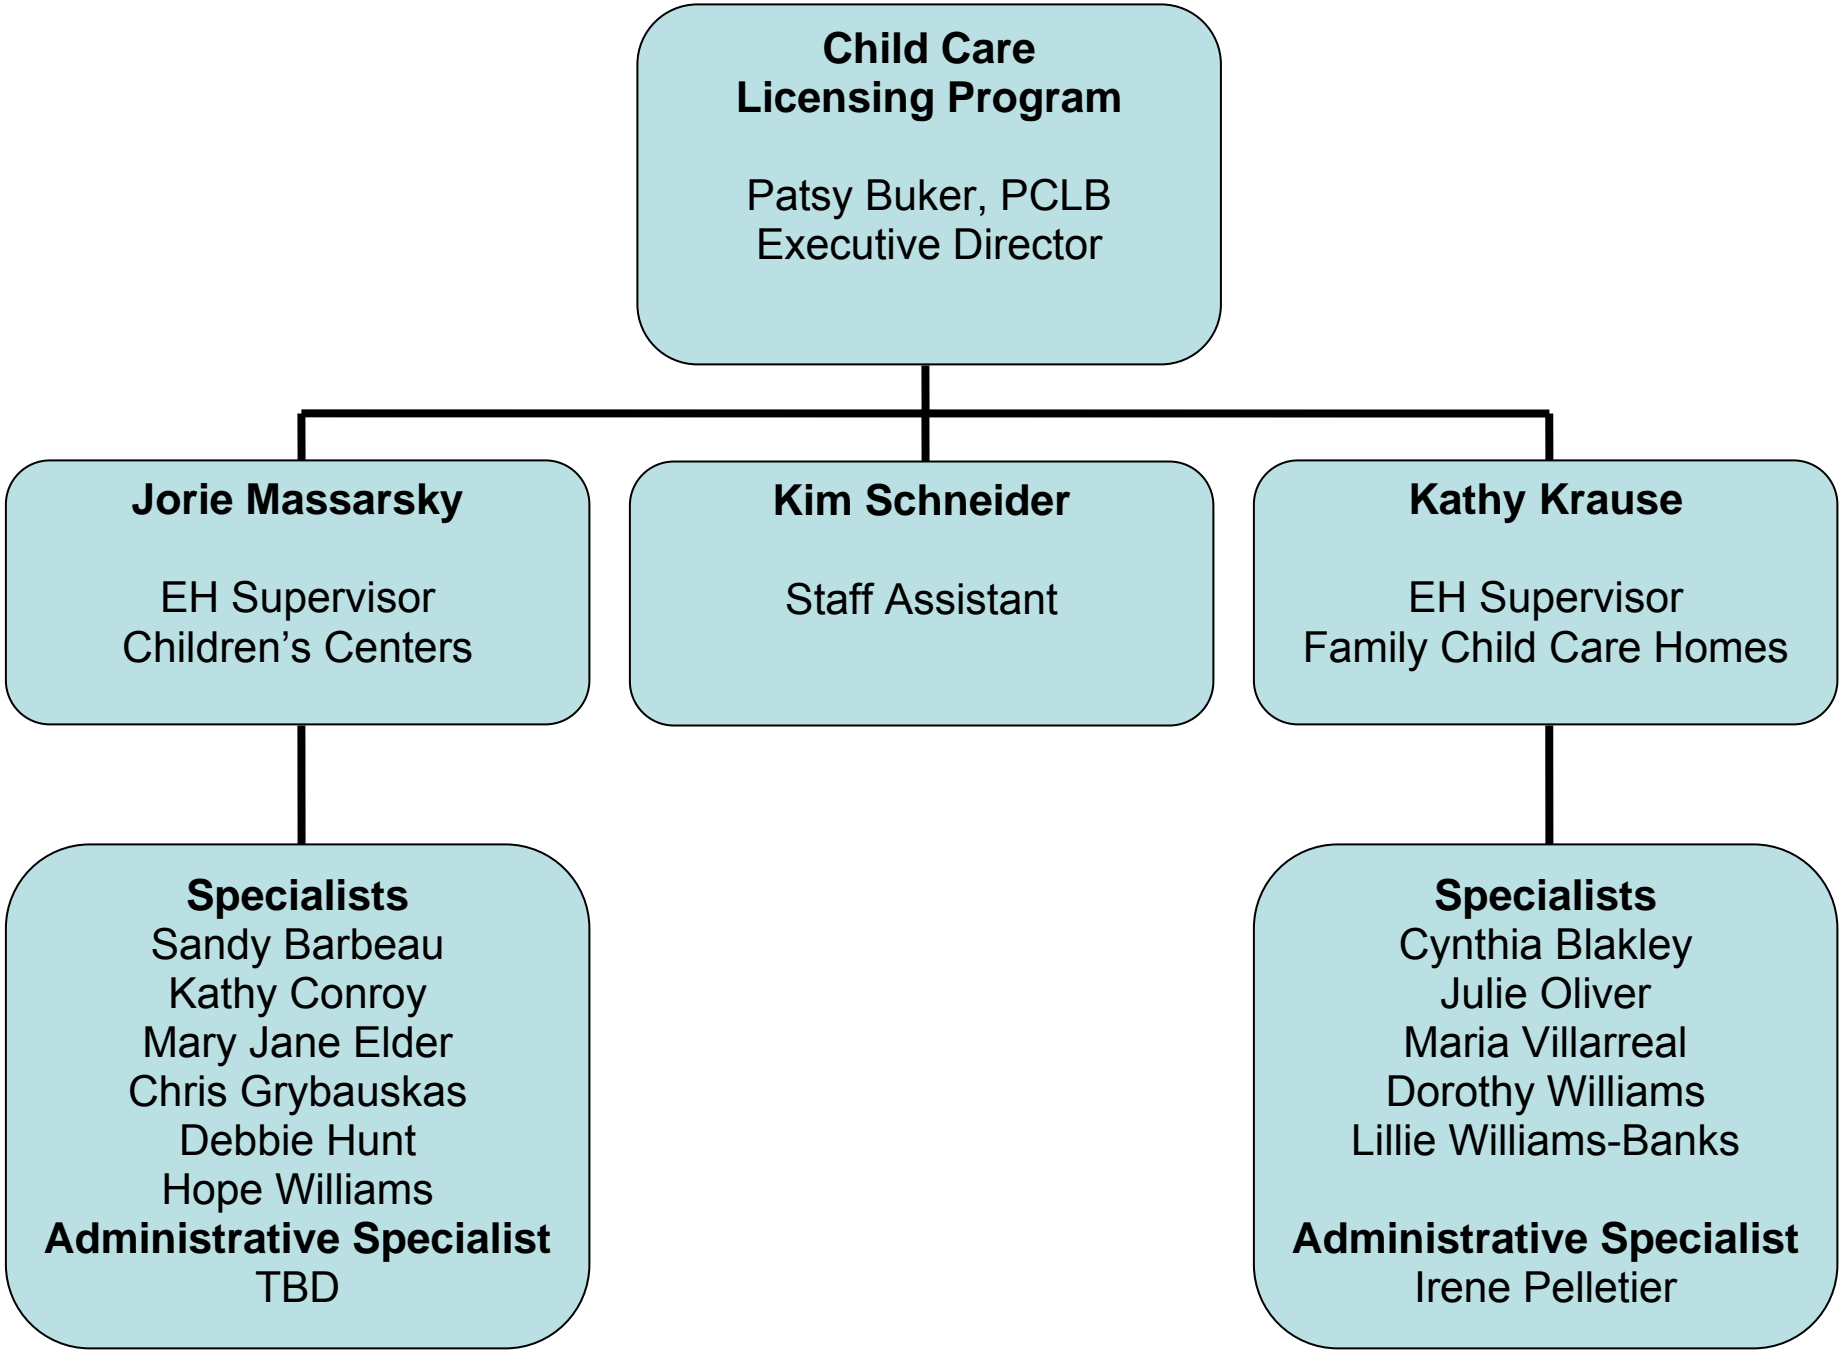 Child Care
Licensing Program
Patsy Buker, PCLB
Executive Director
Jorie Massarsky
EH Supervisor
Children’s Centers
Kim Schneider
Staff Assistant
Kathy Krause
EH Supervisor
Family Child Care Homes
Specialists
Sandy Barbeau
Kathy Conroy
Mary Jane Elder
Chris Grybauskas
Debbie Hunt
Hope Williams
Administrative Specialist
TBD
Specialists
Cynthia Blakley
Julie Oliver
Maria Villarreal
Dorothy Williams
Lillie Williams-Banks
Administrative Specialist
Irene Pelletier